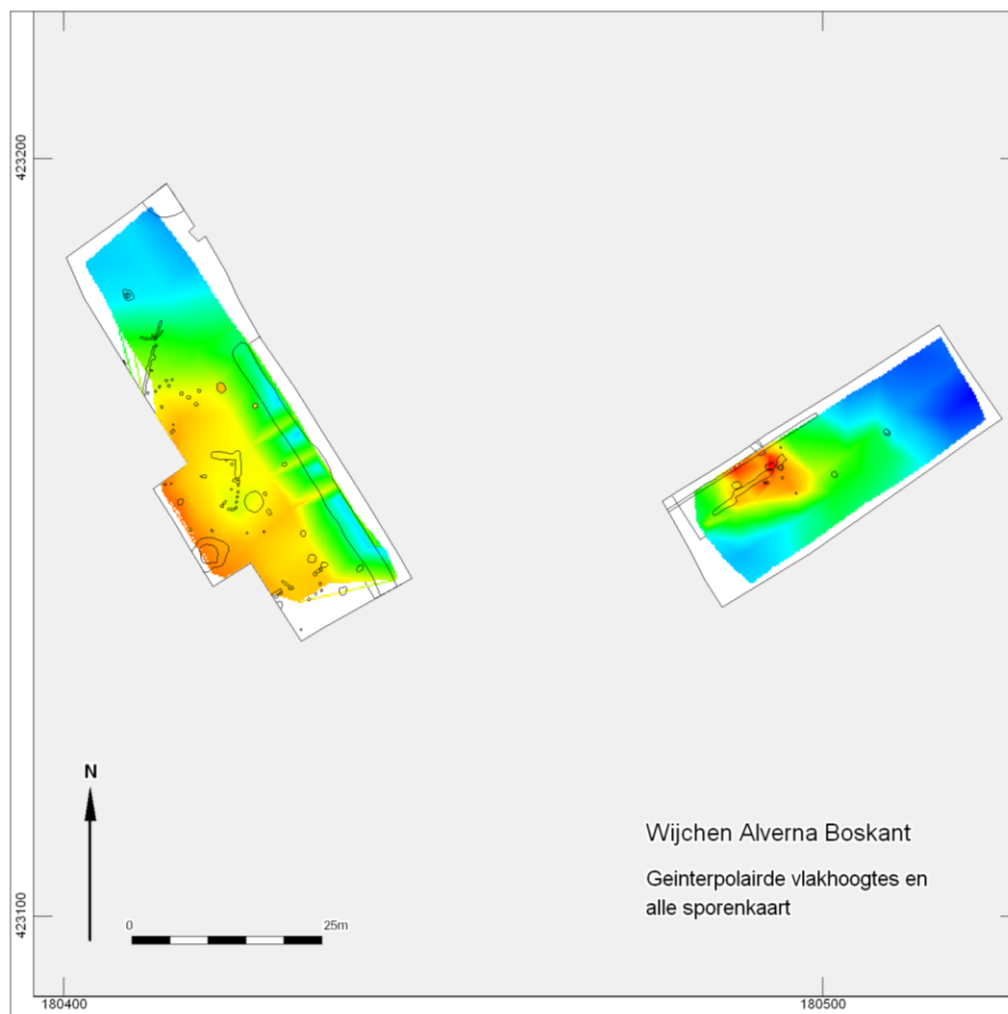 423200
N
Wijchen Alverna Boskant
Geinterpolairde vlakhoogtes en
alle sporenkaart
423100
0 25m
180400 180500